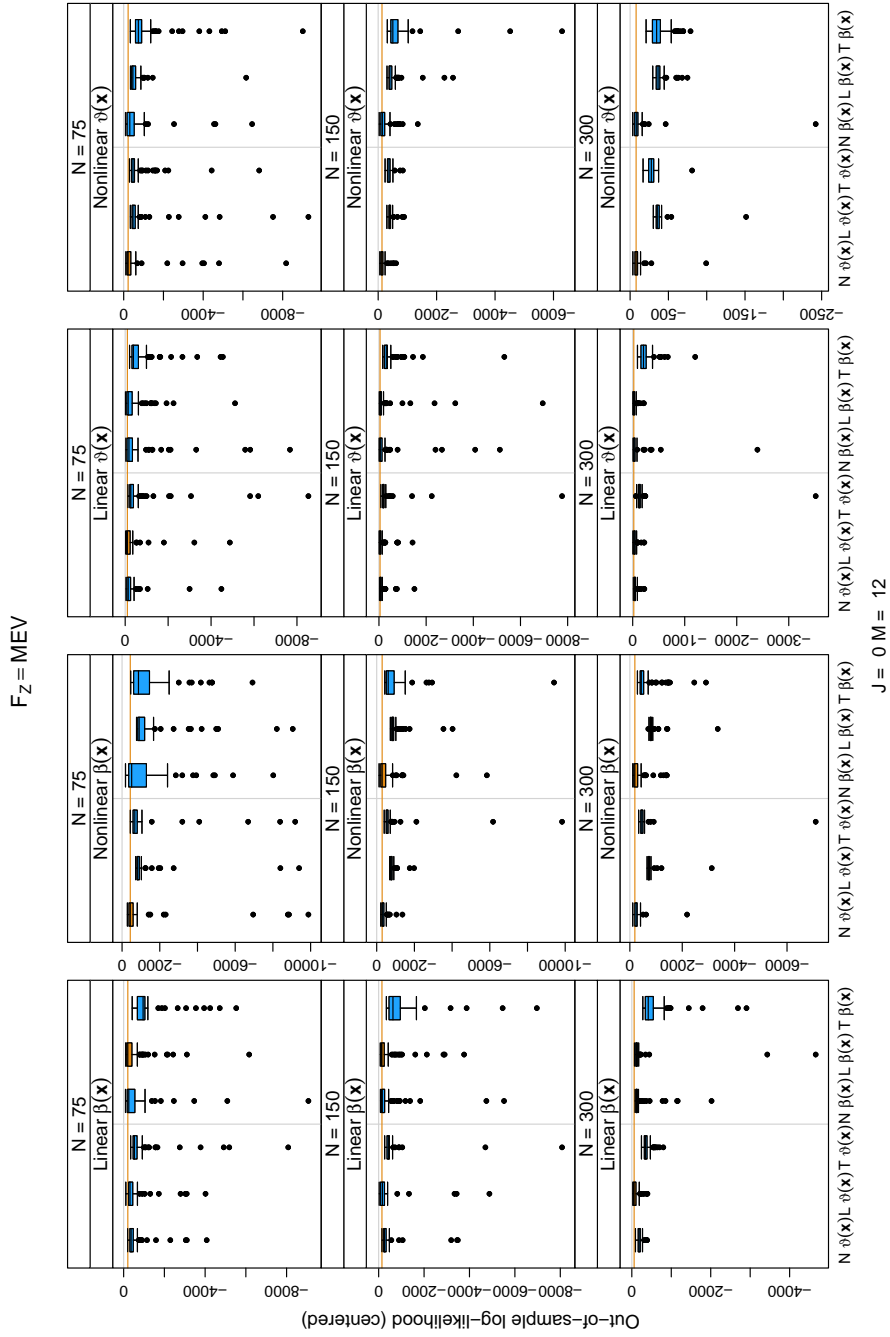 F_Z = MEV
Out−of−sample log−likelihood (centered)
N = 75
N = 75
N = 75
N = 75
Linear β(x)
Nonlinear β(x)
Linear ϑ(x)
Nonlinear ϑ(x)
0
−4000
−8000
0
−2000
−6000
−10000
0
−4000
−8000
0
−4000
−8000
N = 150
N = 150
N = 150
N = 150
Linear β(x)
Nonlinear β(x)
Linear ϑ(x)
Nonlinear ϑ(x)
0
−2000
−4000
−6000
−8000
0
−2000
−6000
−10000
0
−2000
−4000
−6000
−8000
0
−2000
−4000
−6000
N = 300
N = 300
N = 300
N = 300
Linear β(x)
Nonlinear β(x)
Linear ϑ(x)
Nonlinear ϑ(x)
0
−2000
−4000
0
−2000
−4000
−6000
0
−1000
−2000
−3000
0
−500
−1500
−2500
N ϑ(x) L ϑ(x) T ϑ(x) N β(x) L β(x) T β(x)
N ϑ(x) L ϑ(x) T ϑ(x) N β(x) L β(x) T β(x)
N ϑ(x) L ϑ(x) T ϑ(x) N β(x) L β(x) T β(x)
N ϑ(x) L ϑ(x) T ϑ(x) N β(x) L β(x) T β(x)
J = 0 M = 12